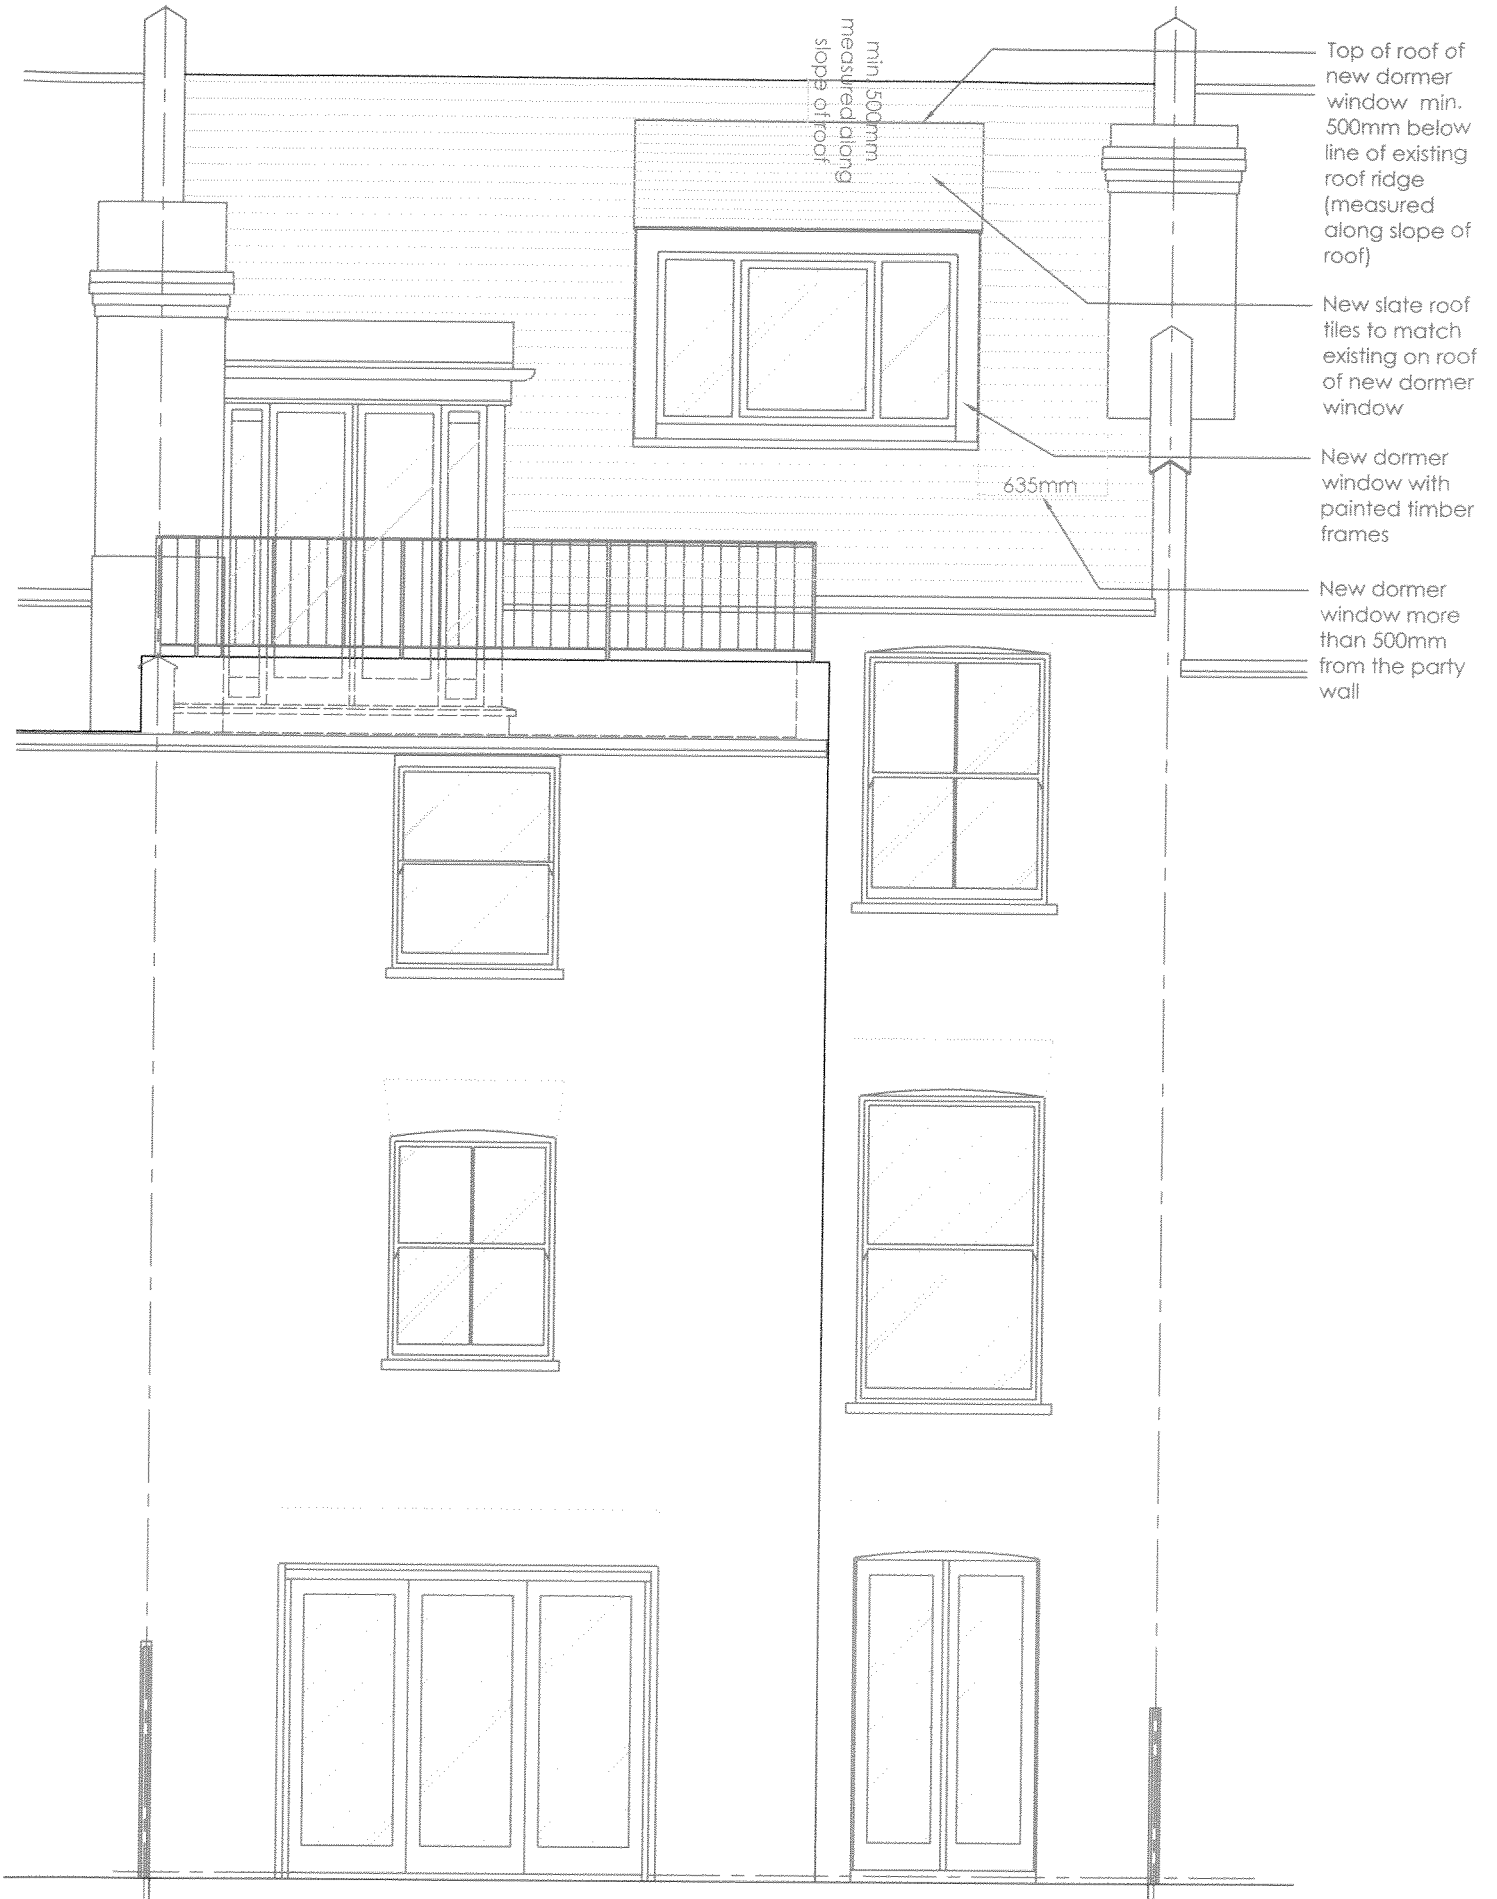 min. 500mm
measured along
slope of roof
Top of roof of
new dormer
window min.
500mm below
line of existing
roof ridge
(measured
along slope of
roof)
New slate roof
tiles to match
existing on roof
of new dormer
window
New dormer
window with
painted timber
frames
635mm
New dormer
window more
than 500mm
from the party
wall